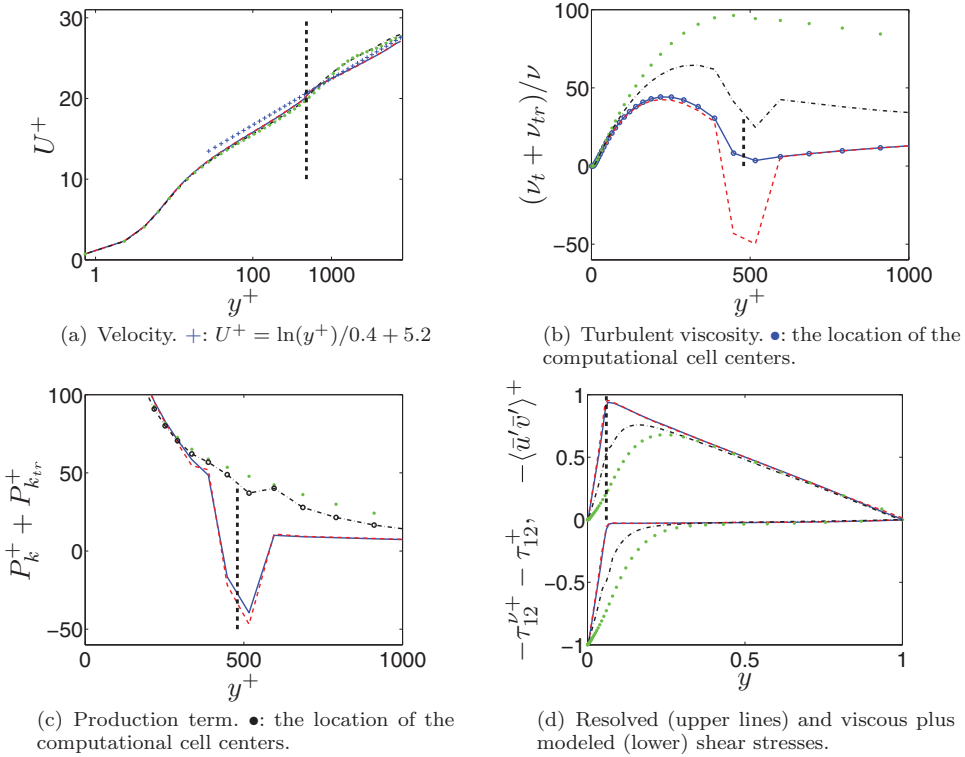 30
20
10
0
U⁺
1
100
1000
y⁺
(a) Velocity. +: U⁺ = ln(y⁺)/0.4 + 5.2
100
50
0
−50
(ν_t + ν_tr)/ν
0
500
1000
y⁺
(b) Turbulent viscosity. ●: the location of the
computational cell centers.
100
50
0
−50
P_k⁺ + P_{k_tr}⁺
0
500
1000
y⁺
(c) Production term. ●: the location of the
computational cell centers.
1
0.5
0
−0.5
−1
−τ_12^{ν+} − τ_12⁺, −⟨ū′v̄′⟩⁺
0
0.5
1
y
(d) Resolved (upper lines) and viscous plus
modeled (lower) shear stresses.